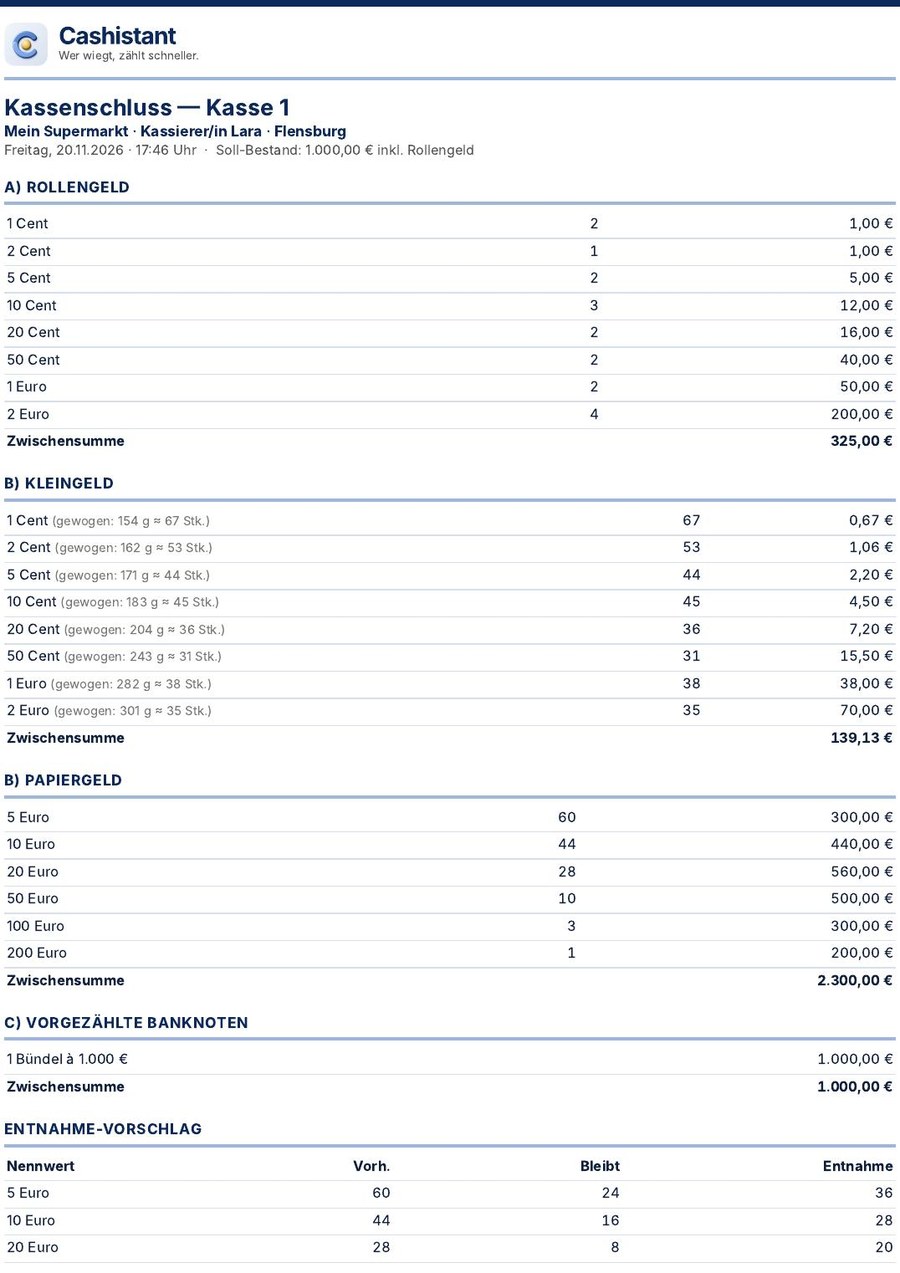 Cashistant
Wer wiegt, zählt schneller.
Kassenschluss — Kasse 1
Mein Supermarkt · Kassierer/in Lara · Flensburg
Freitag, 20.11.2026 · 17:46 Uhr · Soll-Bestand: 1.000,00 € inkl. Rollengeld
A) ROLLENGELD
1 Cent 2 1,00 €
2 Cent 1 1,00 €
5 Cent 2 5,00 €
10 Cent 3 12,00 €
20 Cent 2 16,00 €
50 Cent 2 40,00 €
1 Euro 2 50,00 €
2 Euro 4 200,00 €
Zwischensumme 325,00 €
B) KLEINGELD
1 Cent (gewogen: 154 g ≈ 67 Stk.) 67 0,67 €
2 Cent (gewogen: 162 g ≈ 53 Stk.) 53 1,06 €
5 Cent (gewogen: 171 g ≈ 44 Stk.) 44 2,20 €
10 Cent (gewogen: 183 g ≈ 45 Stk.) 45 4,50 €
20 Cent (gewogen: 204 g ≈ 36 Stk.) 36 7,20 €
50 Cent (gewogen: 243 g ≈ 31 Stk.) 31 15,50 €
1 Euro (gewogen: 282 g ≈ 38 Stk.) 38 38,00 €
2 Euro (gewogen: 301 g ≈ 35 Stk.) 35 70,00 €
Zwischensumme 139,13 €
B) PAPIERGELD
5 Euro 60 300,00 €
10 Euro 44 440,00 €
20 Euro 28 560,00 €
50 Euro 10 500,00 €
100 Euro 3 300,00 €
200 Euro 1 200,00 €
Zwischensumme 2.300,00 €
C) VORGEZÄHLTE BANKNOTEN
1 Bündel à 1.000 € 1.000,00 €
Zwischensumme 1.000,00 €
ENTNAHME-VORSCHLAG
Nennwert Vorh. Bleibt Entnahme
5 Euro 60 24 36
10 Euro 44 16 28
20 Euro 28 8 20